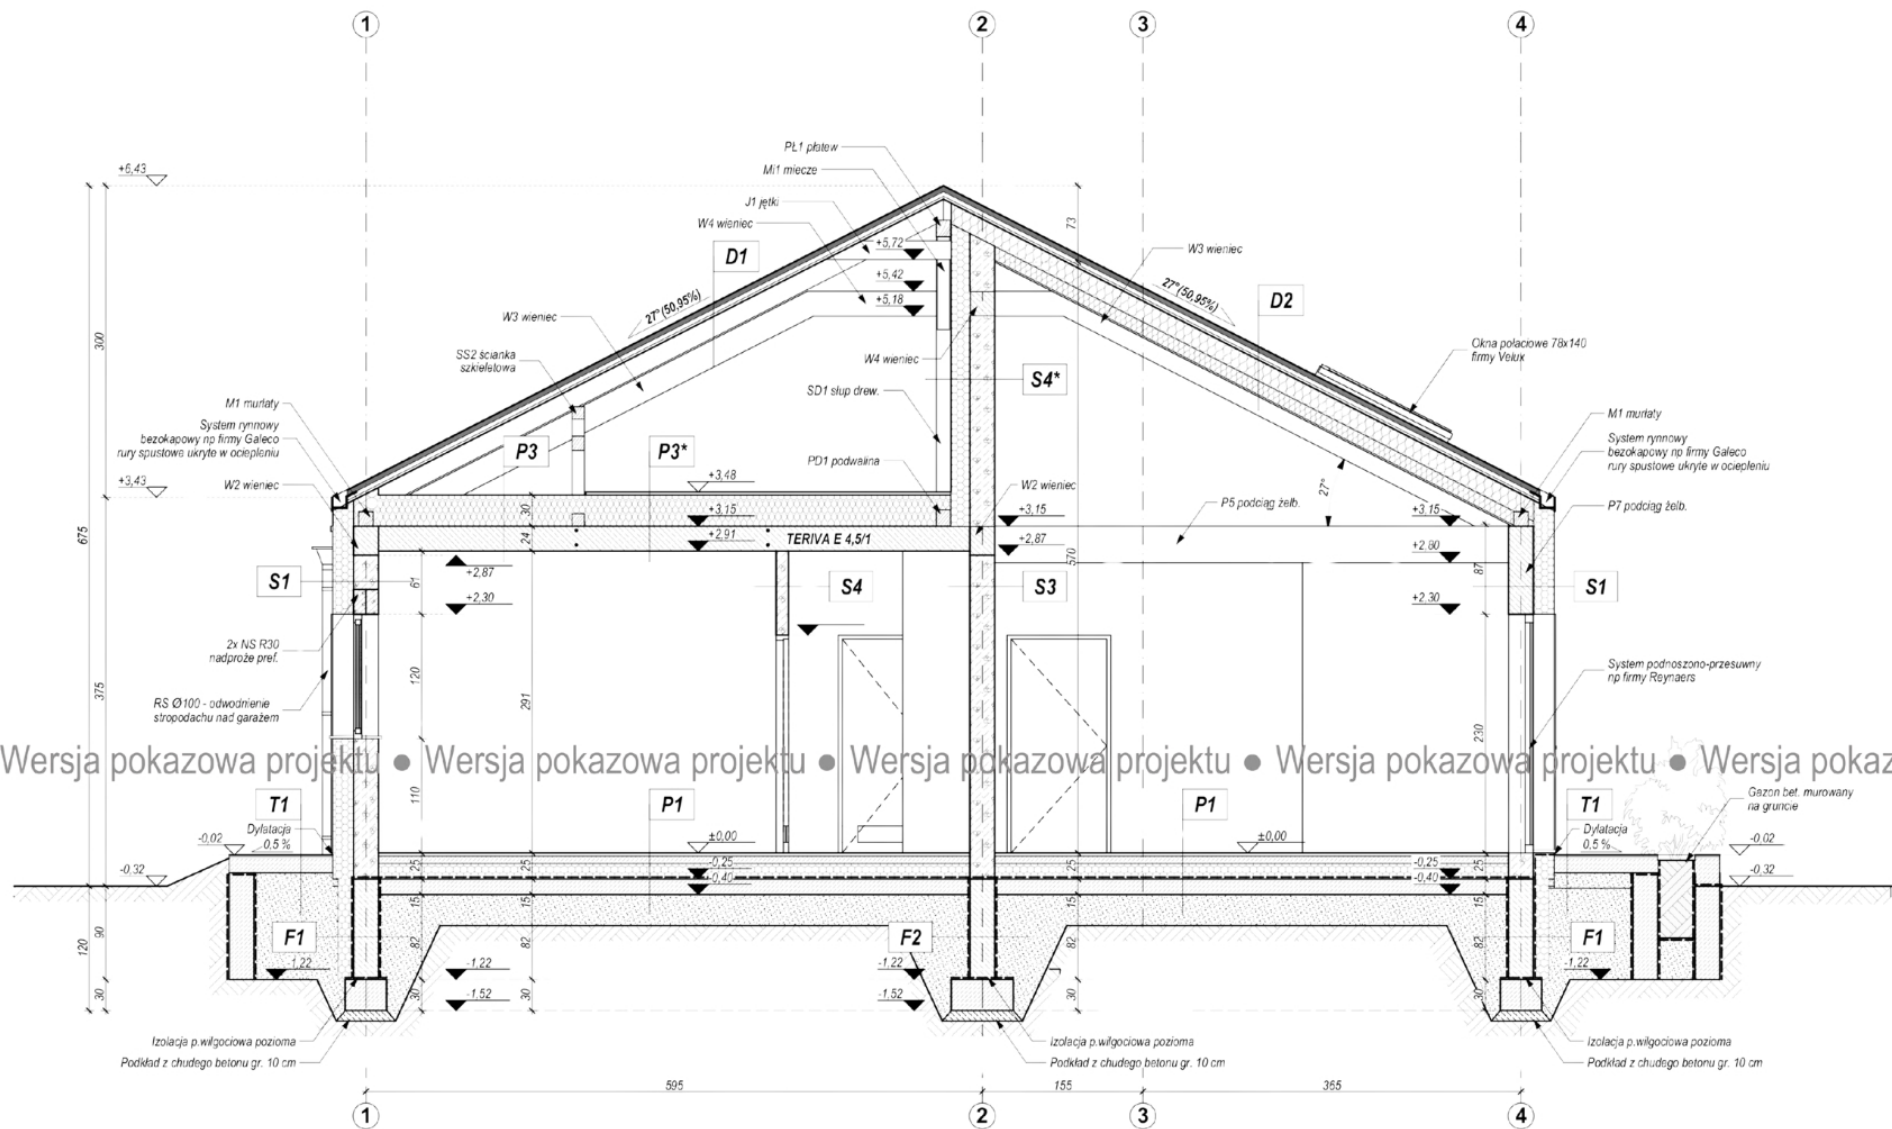 1
2
3
4
+6,43
PŁ1 płatew
Mi1 miecze
J1 jętki
W4 wieniec
+5,72
+5,42
+5,18
73
W3 wieniec
D1
D2
27° (50,95%)
27° (50,95%)
W3 wieniec
SS2 ścianka
szkieletowa
300
W4 wieniec
S4*
SD1 słup drew.
Okna połaciowe 78x140
firmy Velux
M1 murłaty
System rynnowy
bezokapowy np firmy Galeco
rury spustowe ukryte w ociepleniu
M1 murłaty
System rynnowy
bezokapowy np firmy Galeco
rury spustowe ukryte w ociepleniu
P3
P3*
PD1 podwalina
+3,43
+3,48
W2 wieniec
W2 wieniec
27°
P5 podciąg żelb.
P7 podciąg żelb.
30
+3,15
+3,15
+3,15
24
+2,91
TERIVA E 4,5/1
+2,87
+2,80
675
570
87
S1
61
+2,87
+2,30
S4
S3
+2,30
S1
2x NS R30
nadproże pref.
120
291
375
230
RS Ø100 - odwodnienie
stropodachu nad garażem
System podnoszono-przesuwny
np firmy Reynaers
Wersja pokazowa projektu ● Wersja pokazowa projektu ● Wersja pokazowa projektu ● Wersja pokazowa projektu ● Wersja pokaz
110
T1
P1
P1
T1
Gazon bet. murowany
na gruncie
Dylatacja
0,5 %
-0,02
±0,00
±0,00
Dylatacja
0,5 %
-0,02
-0,32
25
25
-0,25
-0,40
25
-0,25
-0,40
25
-0,32
15
15
15
15
120
90
F1
82
82
F2
82
82
F1
-1,22
-1,22
-1,22
-1,22
30
30
-1,52
30
-1,52
30
30
Izolacja p.wilgociowa pozioma
Podkład z chudego betonu gr. 10 cm
Izolacja p.wilgociowa pozioma
Podkład z chudego betonu gr. 10 cm
Izolacja p.wilgociowa pozioma
Podkład z chudego betonu gr. 10 cm
595
155
365
1
2
3
4